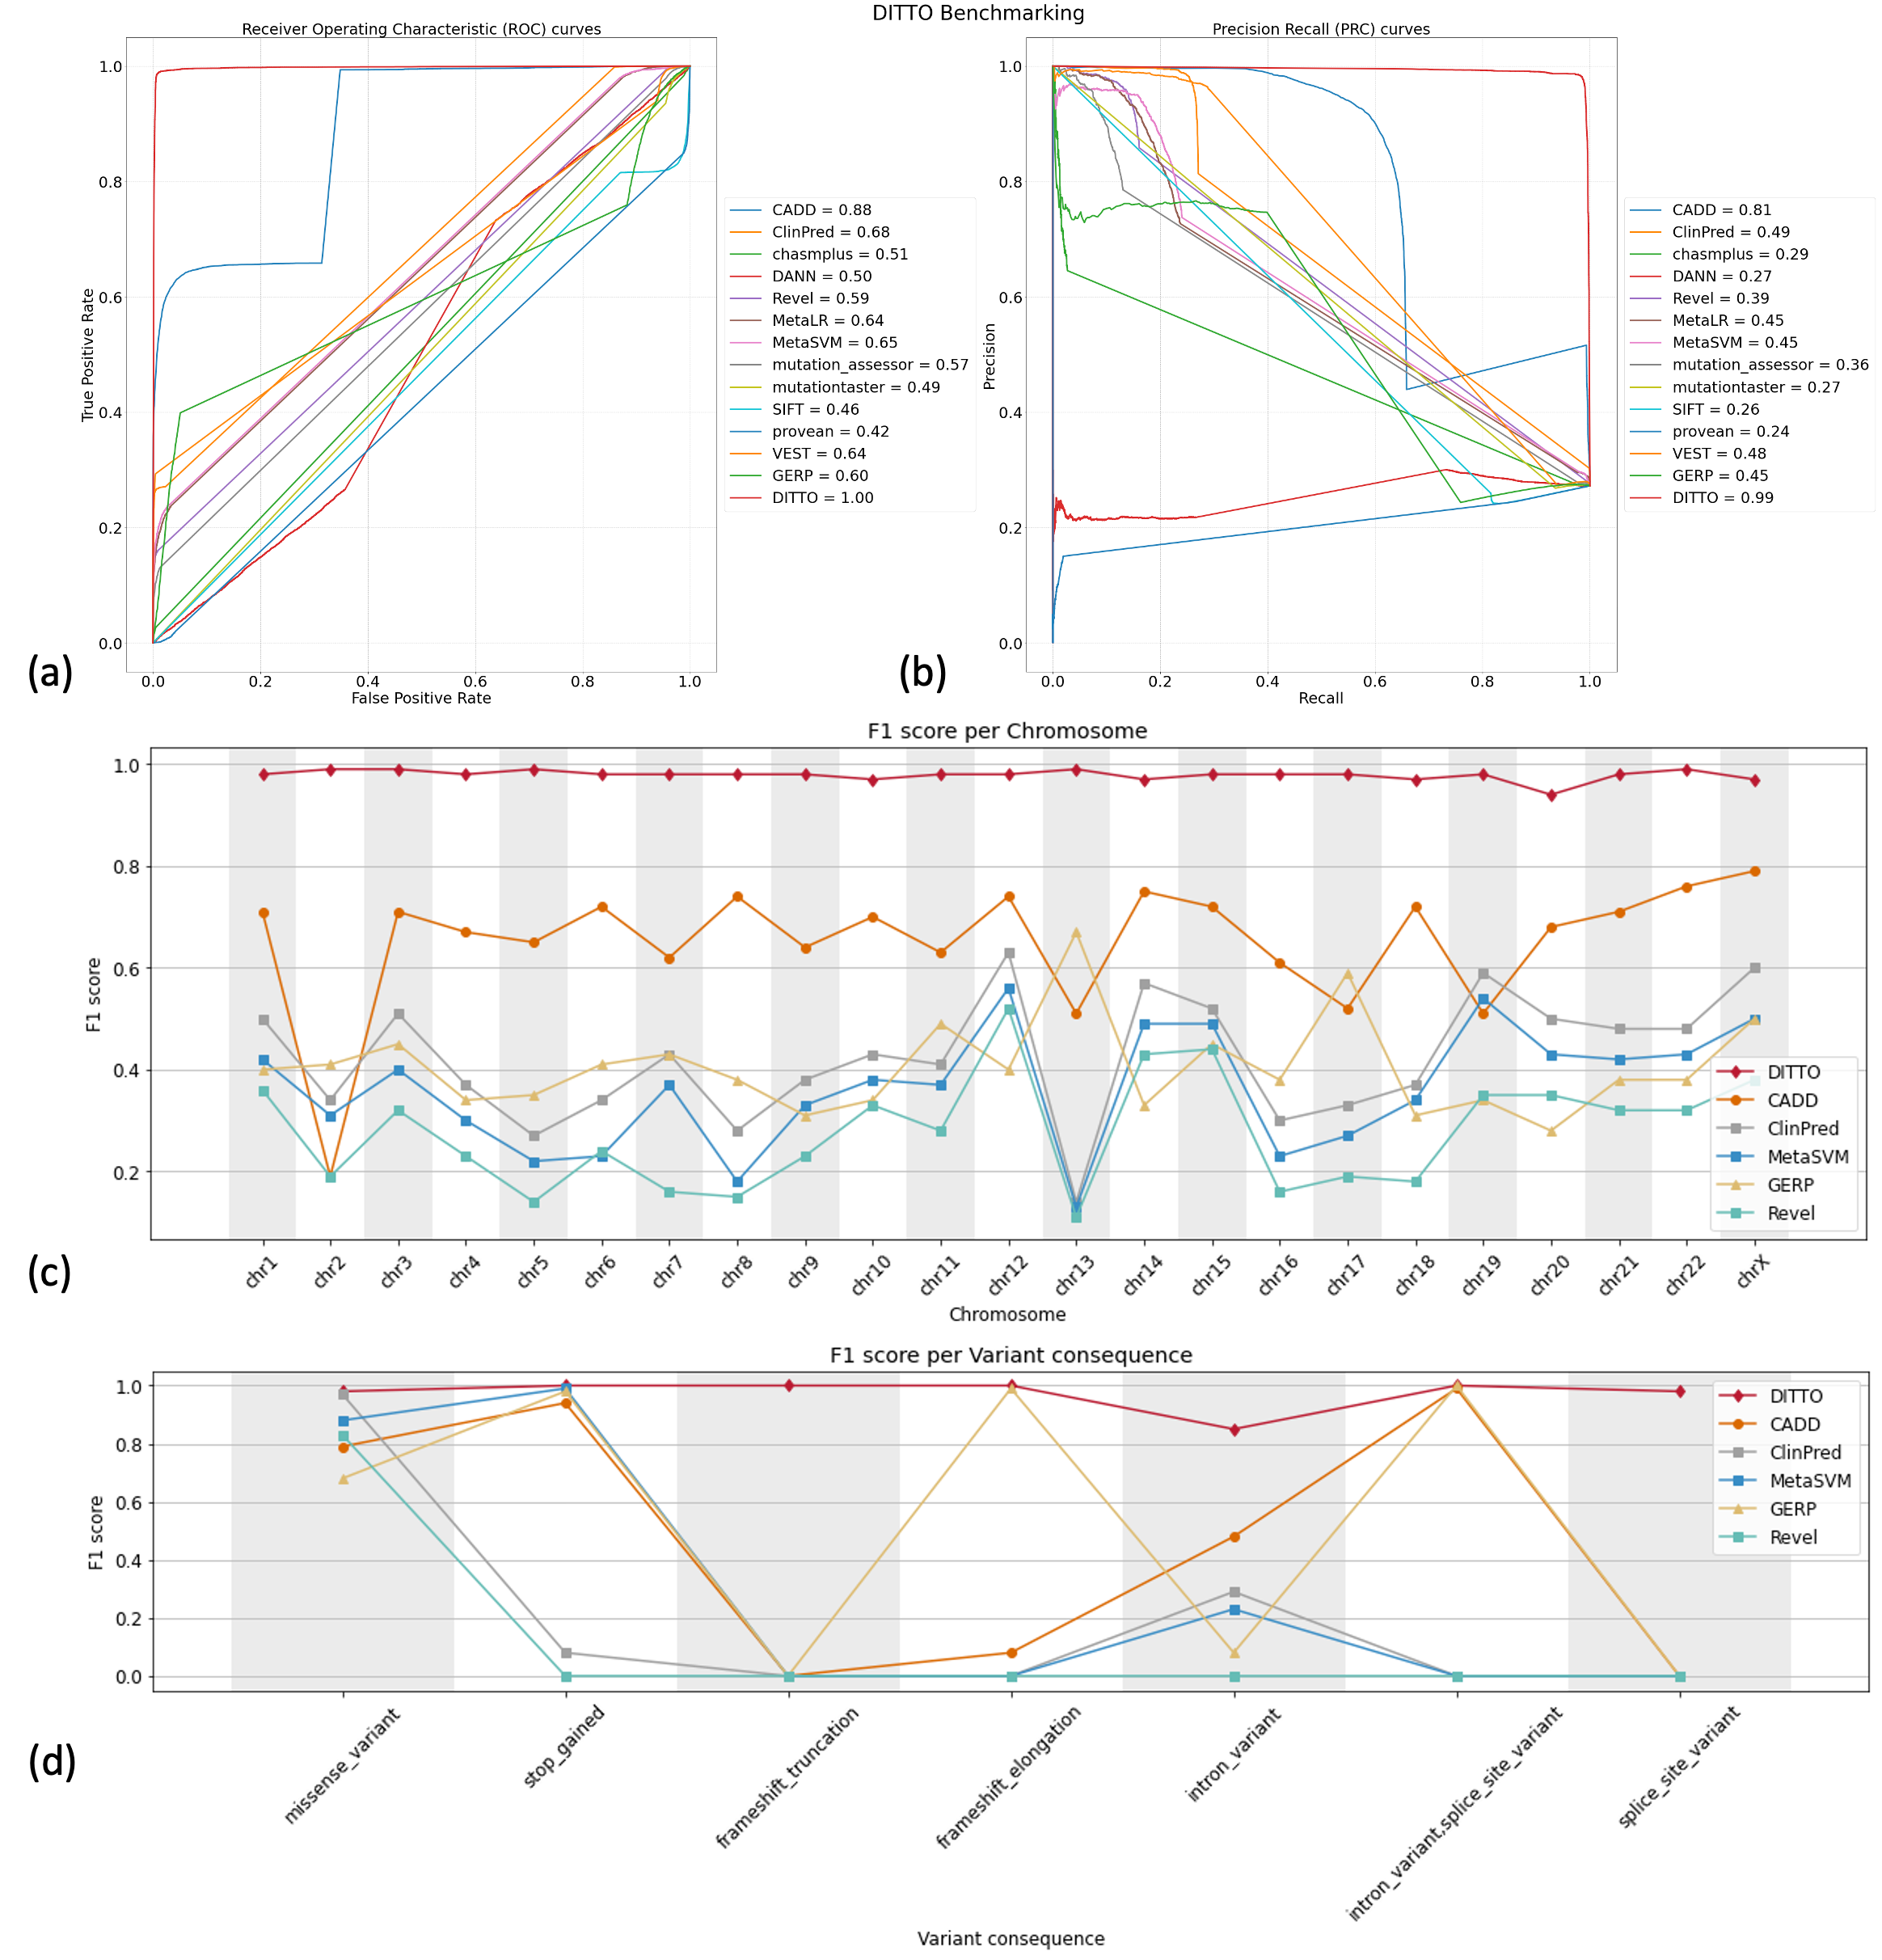 DITTO Benchmarking
Receiver Operating Characteristic (ROC) curves
1.0
0.8
0.6
0.4
0.2
0.0
True Positive Rate
0.0 0.2 0.4 0.6 0.8 1.0
False Positive Rate
CADD = 0.88
ClinPred = 0.68
chasmplus = 0.51
DANN = 0.50
Revel = 0.59
MetaLR = 0.64
MetaSVM = 0.65
mutation_assessor = 0.57
mutationtaster = 0.49
SIFT = 0.46
provean = 0.42
VEST = 0.64
GERP = 0.60
DITTO = 1.00
(a)
Precision Recall (PRC) curves
1.0
0.8
0.6
0.4
0.2
0.0
Precision
0.0 0.2 0.4 0.6 0.8 1.0
Recall
CADD = 0.81
ClinPred = 0.49
chasmplus = 0.29
DANN = 0.27
Revel = 0.39
MetaLR = 0.45
MetaSVM = 0.45
mutation_assessor = 0.36
mutationtaster = 0.27
SIFT = 0.26
provean = 0.24
VEST = 0.48
GERP = 0.45
DITTO = 0.99
(b)
F1 score per Chromosome
1.0
0.8
0.6
0.4
0.2
F1 score
DITTO
CADD
ClinPred
MetaSVM
GERP
Revel
chr1 chr2 chr3 chr4 chr5 chr6 chr7 chr8 chr9 chr10 chr11 chr12 chr13 chr14 chr15 chr16 chr17 chr18 chr19 chr20 chr21 chr22 chrX
Chromosome
(c)
F1 score per Variant consequence
1.0
0.8
0.6
0.4
0.2
0.0
F1 score
DITTO
CADD
ClinPred
MetaSVM
GERP
Revel
missense_variant
stop_gained
frameshift_truncation
frameshift_elongation
intron_variant
intron_variant,splice_site_variant
splice_site_variant
Variant consequence
(d)